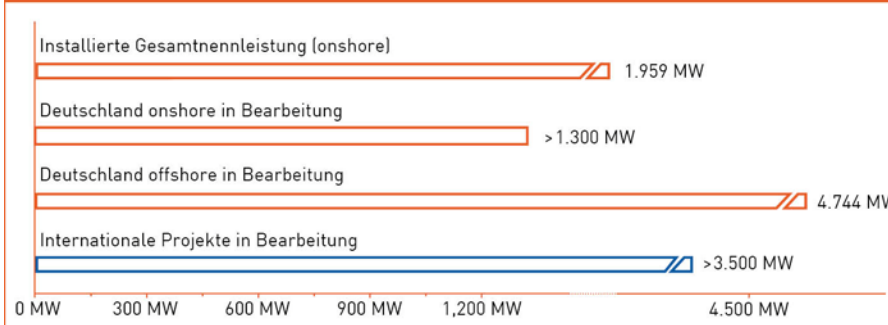 Installierte Gesamtnennleistung (onshore)
1.959 MW
Deutschland onshore in Bearbeitung
>1.300 MW
Deutschland offshore in Bearbeitung
4.744 MW
Internationale Projekte in Bearbeitung
>3.500 MW
0 MW 300 MW 600 MW 900 MW 1,200 MW 4.500 MW